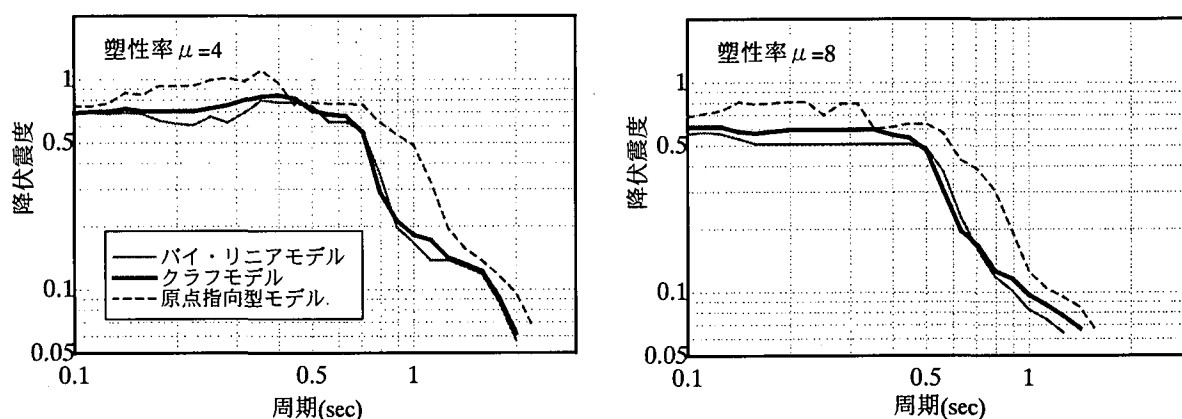 塑性率μ=4
1
0.5
0.1
0.05
降伏震度
バイ・リニアモデル
クラフモデル
原点指向型モデル
0.1
0.5
1
周期(sec)
塑性率μ=8
1
0.5
0.1
0.05
降伏震度
0.1
0.5
1
周期(sec)